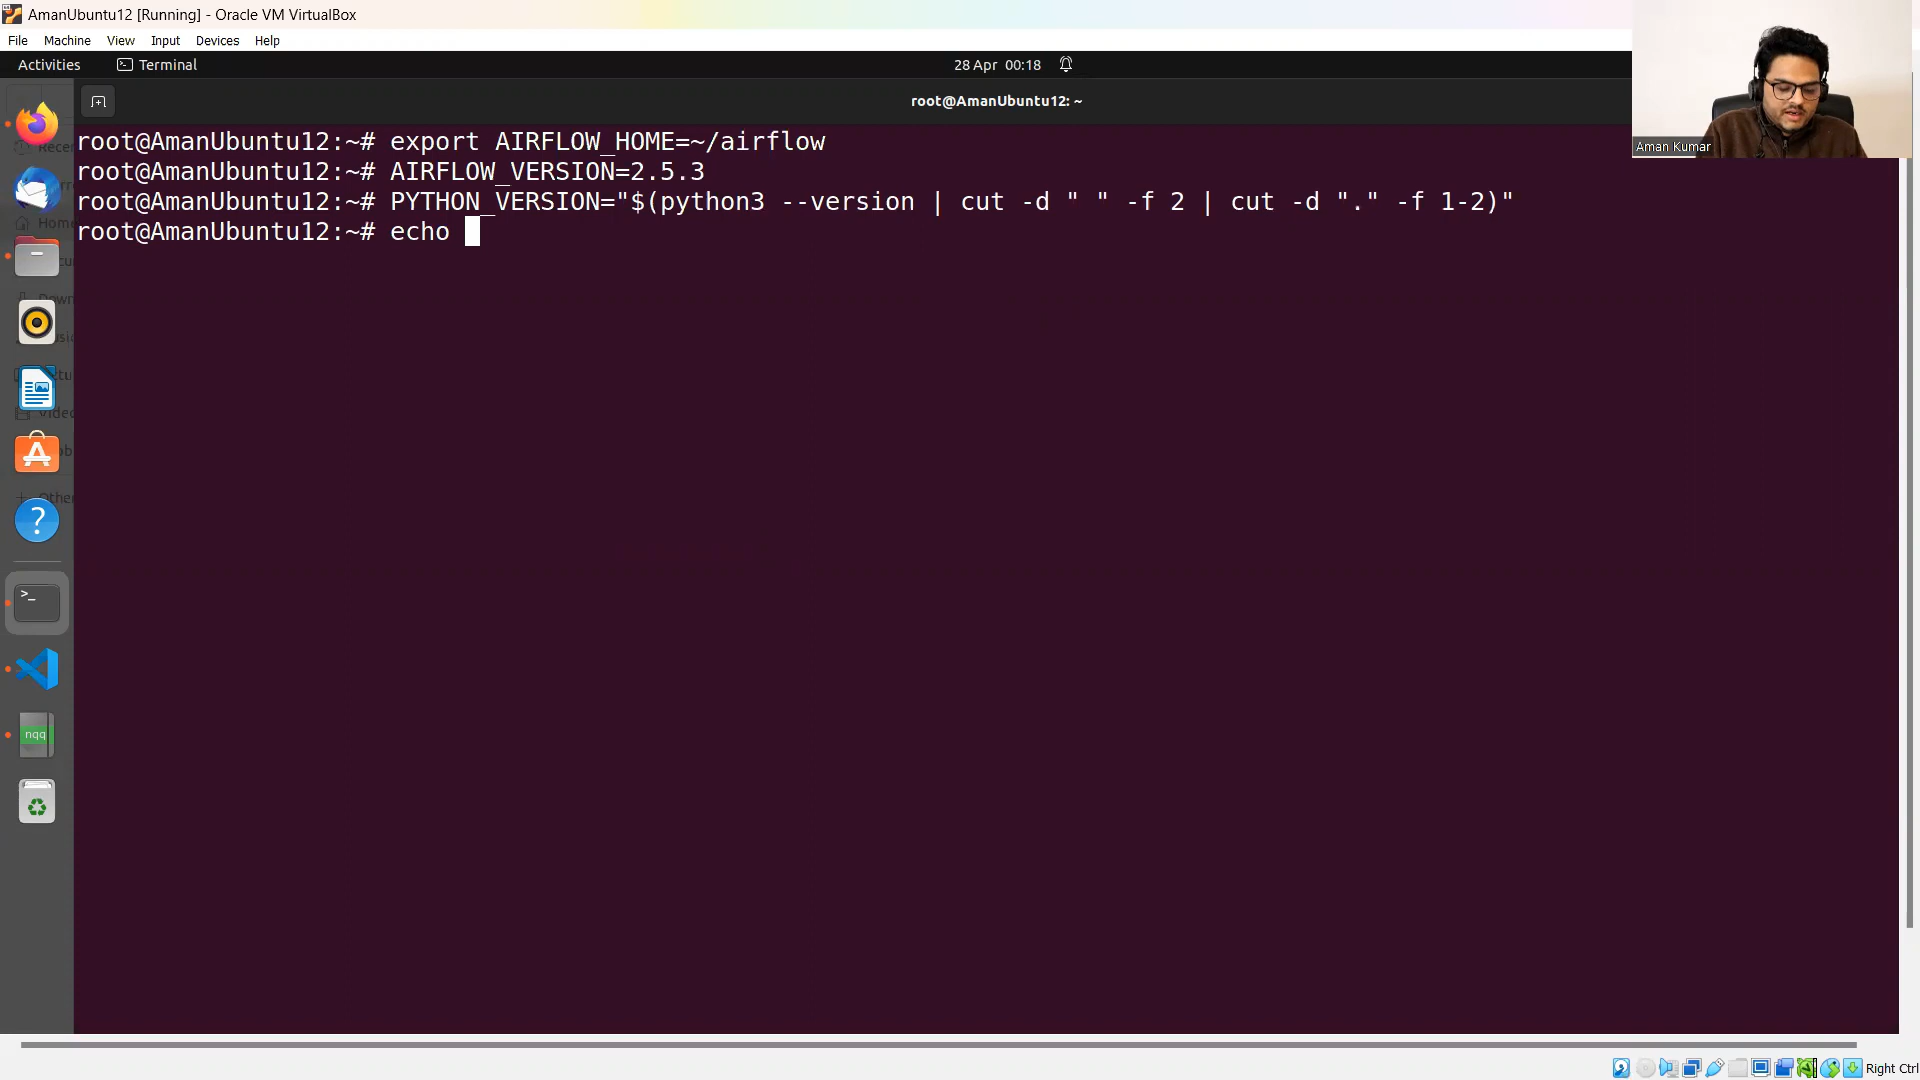 AmanUbuntu12 [Running] - Oracle VM VirtualBox
File Machine View Input Devices Help
Activities Terminal 28 Apr 00:18
root@AmanUbuntu12: ~
Aman Kumar
root@AmanUbuntu12:~# export AIRFLOW_HOME=~/airflow
root@AmanUbuntu12:~# AIRFLOW_VERSION=2.5.3
root@AmanUbuntu12:~# PYTHON_VERSION="$(python3 --version | cut -d " " -f 2 | cut -d "." -f 1-2)"
root@AmanUbuntu12:~# echo
nqq
Right Ctrl